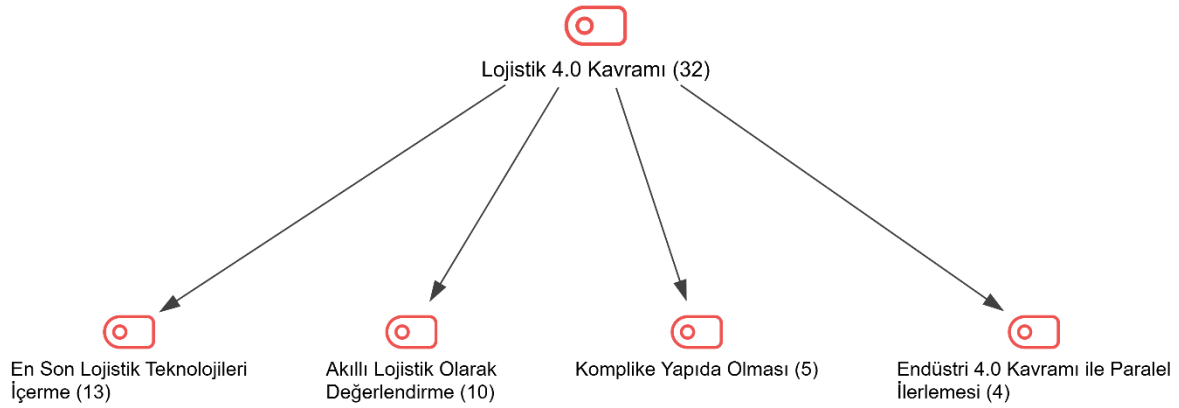 Lojistik 4.0 Kavramı (32)
En Son Lojistik Teknolojileri
İçerme (13)
Akıllı Lojistik Olarak
Değerlendirme (10)
Komplike Yapıda Olması (5)
Endüstri 4.0 Kavramı ile Paralel
İlerlemesi (4)